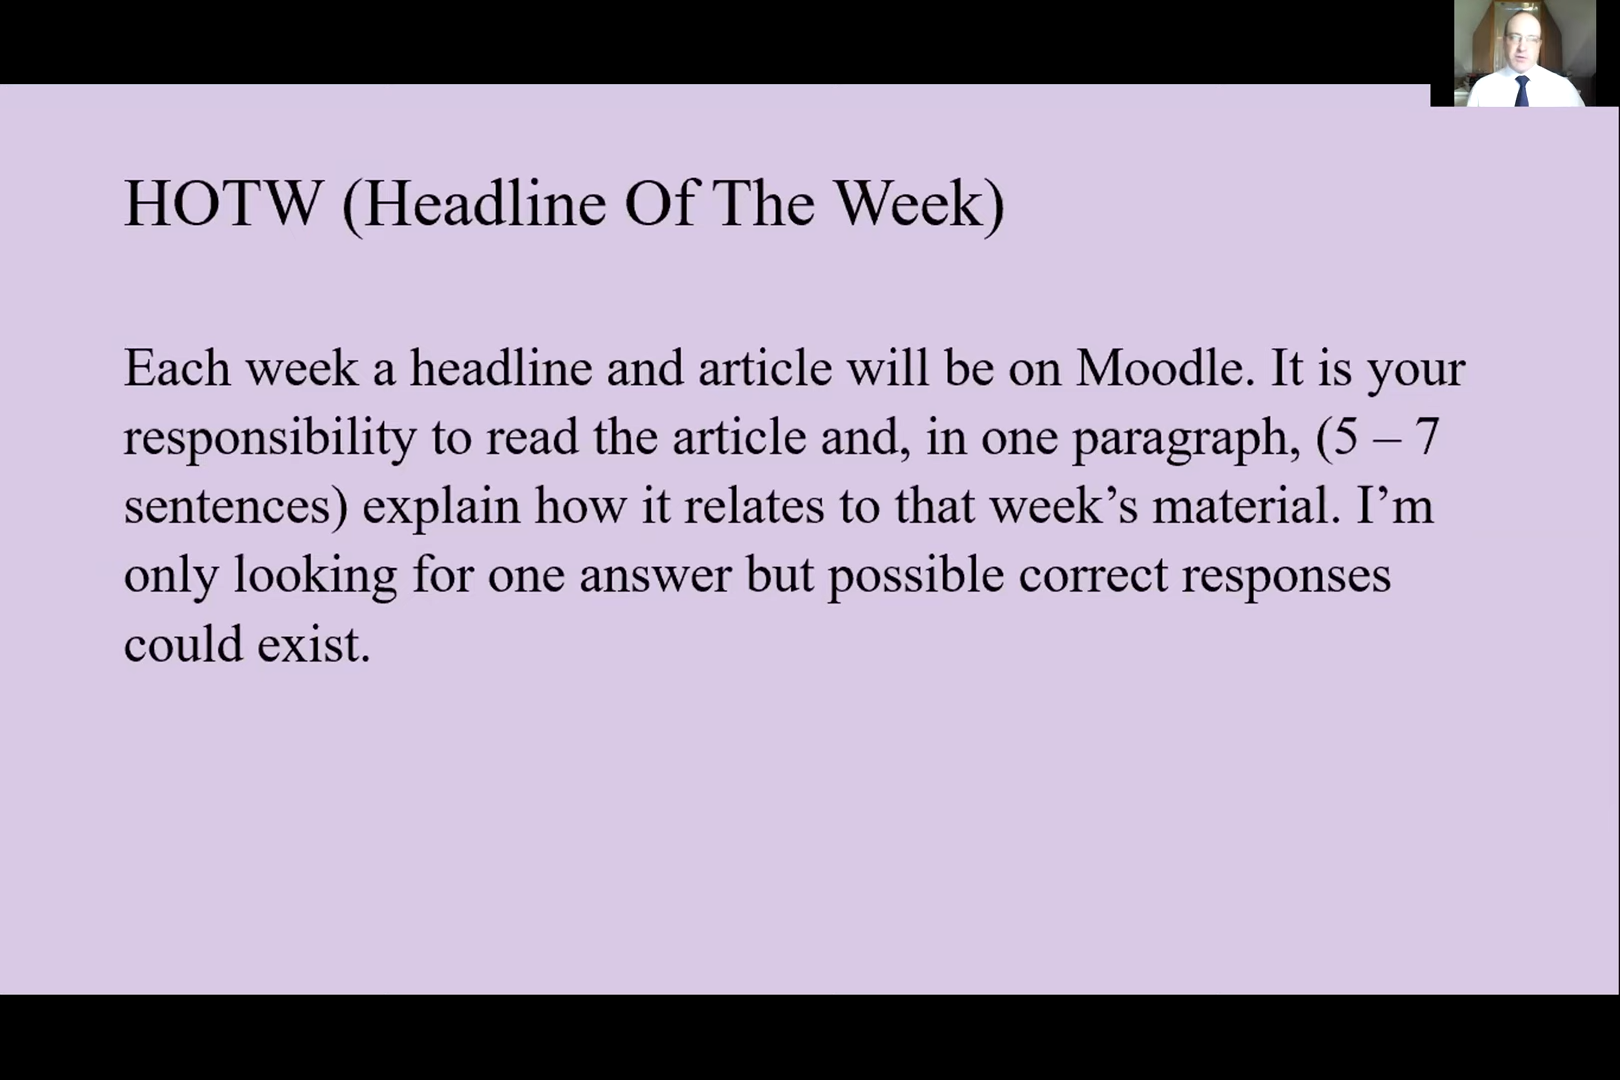 HOTW (Headline Of The Week)
Each week a headline and article will be on Moodle. It is your
responsibility to read the article and, in one paragraph, (5 – 7
sentences) explain how it relates to that week’s material. I’m
only looking for one answer but possible correct responses
could exist.